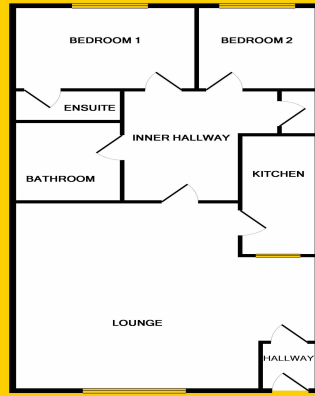 BEDROOM 1
BEDROOM 2
ENSUITE
INNER HALLWAY
BATHROOM
KITCHEN
LOUNGE
HALLWAY